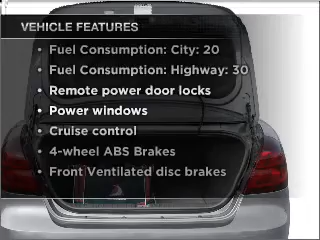 VEHICLE FEATURES
• Fuel Consumption: City: 20
• Fuel Consumption: Highway: 30
• Remote power door locks
• Power windows
• Cruise control
• 4-wheel ABS Brakes
• Front Ventilated disc brakes